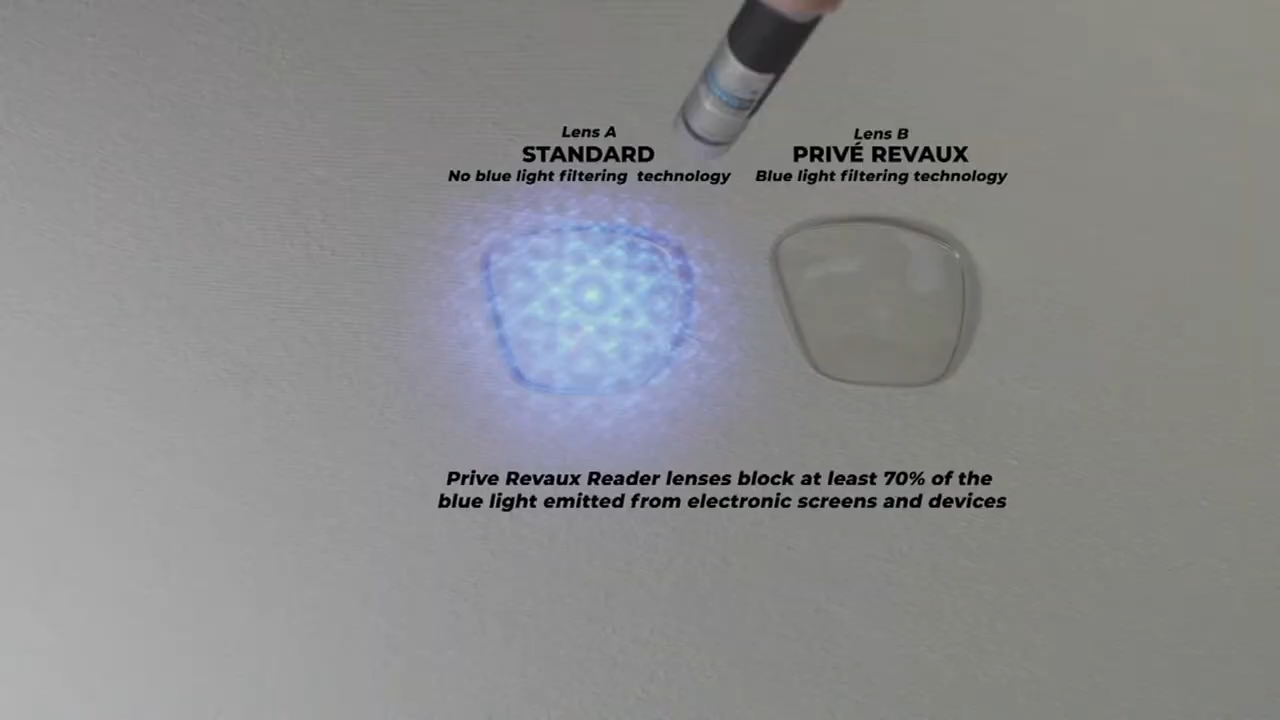 Lens A
STANDARD
No blue light filtering technology
Lens B
PRIVÉ REVAUX
Blue light filtering technology
Prive Revaux Reader lenses block at least 70% of the
blue light emitted from electronic screens and devices